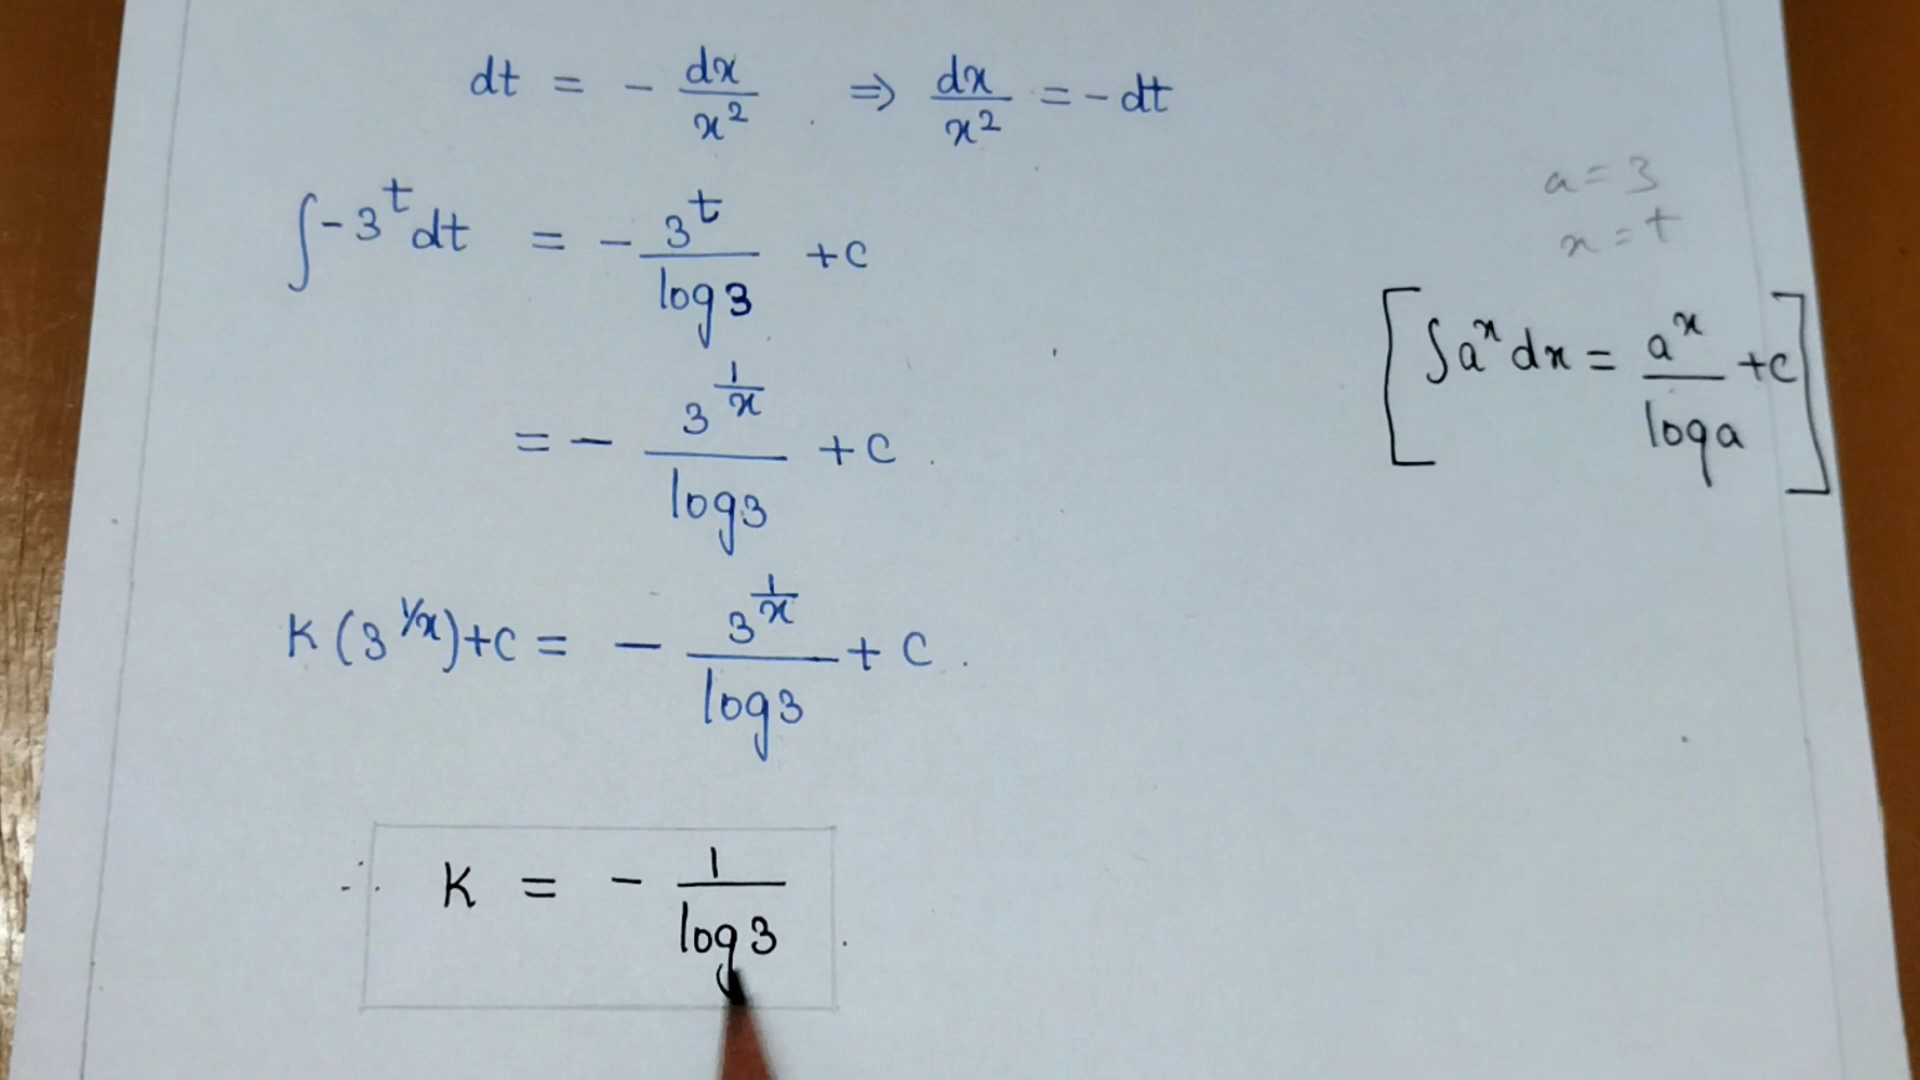 dt = - dx/x² ⇒ dx/x² = - dt
a = 3
x = t
∫ -3^t dt = - 3^t/log3 + c
[∫a^x dx = a^x/loga + c]
= - 3^(1/x)/log3 + c.
K(3^(1/x)) + c = - 3^(1/x)/log3 + c.
∴ K = - 1/log3.